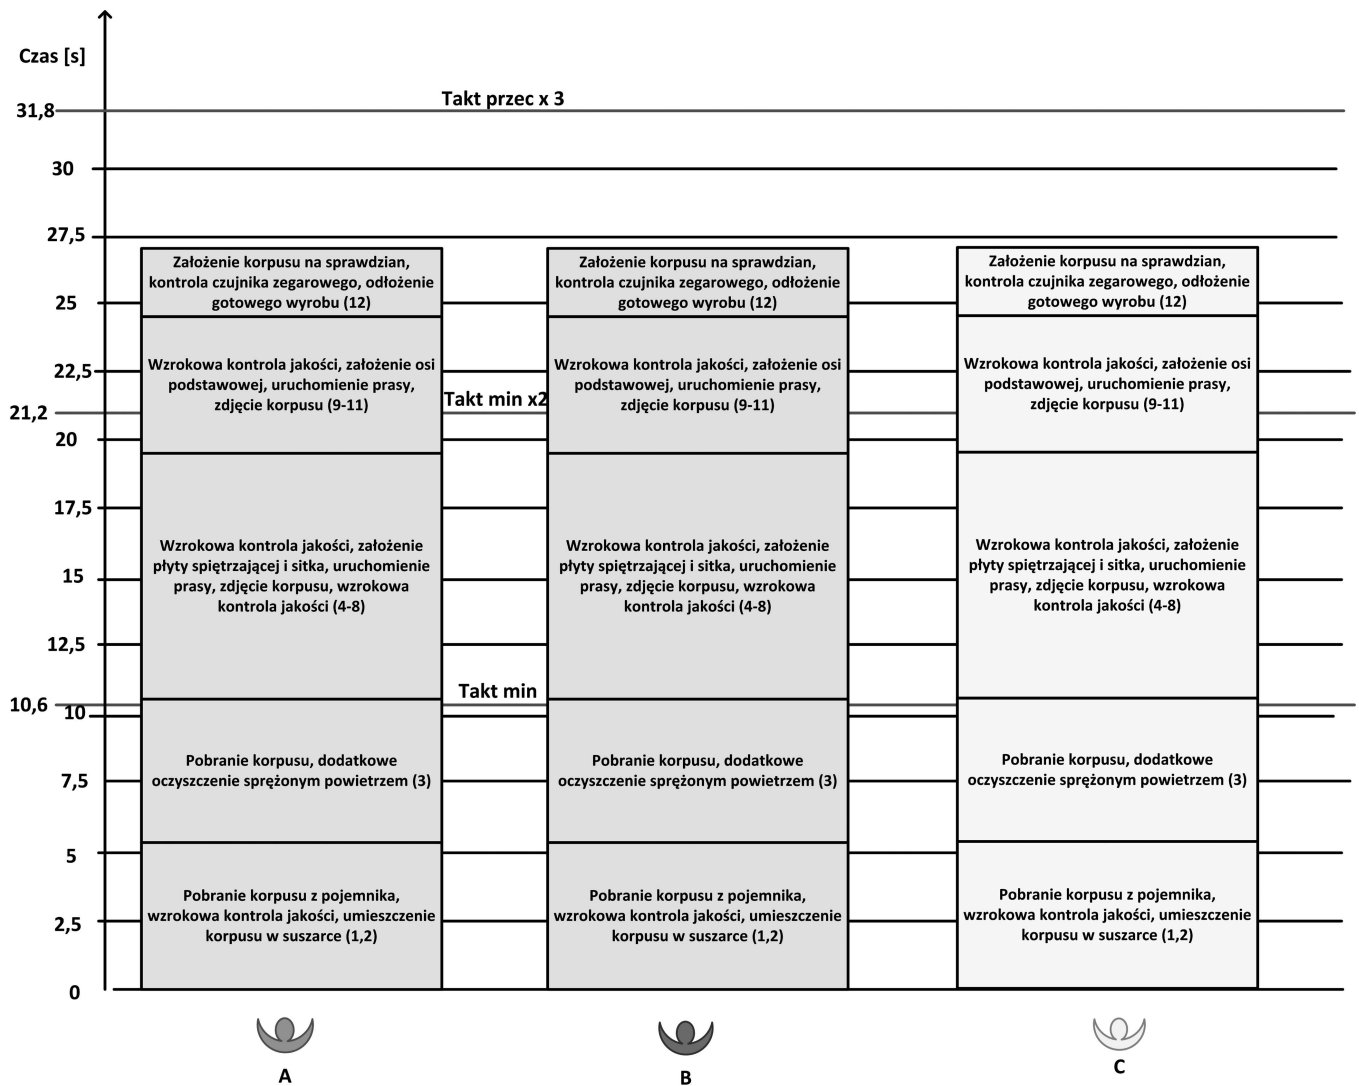 Czas [s]
Takt przec x 3
31,8
30
27,5
Założenie korpusu na sprawdzian,
kontrola czujnika zegarowego, odłożenie
gotowego wyrobu (12)
Założenie korpusu na sprawdzian,
kontrola czujnika zegarowego, odłożenie
gotowego wyrobu (12)
Założenie korpusu na sprawdzian,
kontrola czujnika zegarowego, odłożenie
gotowego wyrobu (12)
25
Wzrokowa kontrola jakości, założenie osi
podstawowej, uruchomienie prasy,
zdjęcie korpusu (9-11)
Wzrokowa kontrola jakości, założenie osi
podstawowej, uruchomienie prasy,
zdjęcie korpusu (9-11)
Wzrokowa kontrola jakości, założenie osi
podstawowej, uruchomienie prasy,
zdjęcie korpusu (9-11)
22,5
Takt min x2
21,2
20
17,5
Wzrokowa kontrola jakości, założenie
płyty spiętrzającej i sitka, uruchomienie
prasy, zdjęcie korpusu, wzrokowa
kontrola jakości (4-8)
Wzrokowa kontrola jakości, założenie
płyty spiętrzającej i sitka, uruchomienie
prasy, zdjęcie korpusu, wzrokowa
kontrola jakości (4-8)
Wzrokowa kontrola jakości, założenie
płyty spiętrzającej i sitka, uruchomienie
prasy, zdjęcie korpusu, wzrokowa
kontrola jakości (4-8)
15
12,5
Takt min
10,6
10
Pobranie korpusu, dodatkowe
oczyszczenie sprężonym powietrzem (3)
Pobranie korpusu, dodatkowe
oczyszczenie sprężonym powietrzem (3)
Pobranie korpusu, dodatkowe
oczyszczenie sprężonym powietrzem (3)
7,5
5
Pobranie korpusu z pojemnika,
wzrokowa kontrola jakości, umieszczenie
korpusu w suszarce (1,2)
Pobranie korpusu z pojemnika,
wzrokowa kontrola jakości, umieszczenie
korpusu w suszarce (1,2)
Pobranie korpusu z pojemnika,
wzrokowa kontrola jakości, umieszczenie
korpusu w suszarce (1,2)
2,5
0
A
B
C